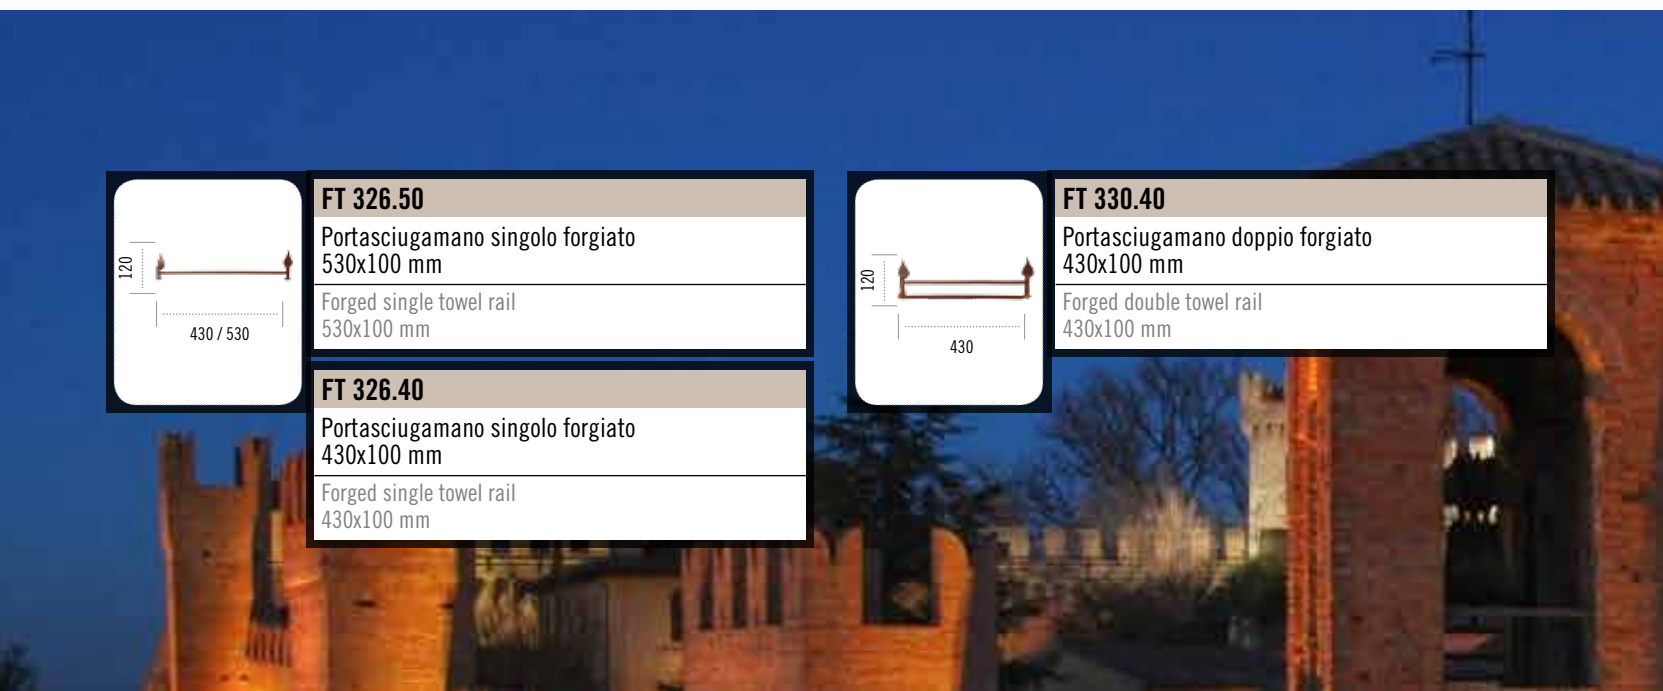 120
430 / 530
FT 326.50
Portasciugamano singolo forgiato
530x100 mm
Forged single towel rail
530x100 mm
FT 326.40
Portasciugamano singolo forgiato
430x100 mm
Forged single towel rail
430x100 mm
120
430
FT 330.40
Portasciugamano doppio forgiato
430x100 mm
Forged double towel rail
430x100 mm